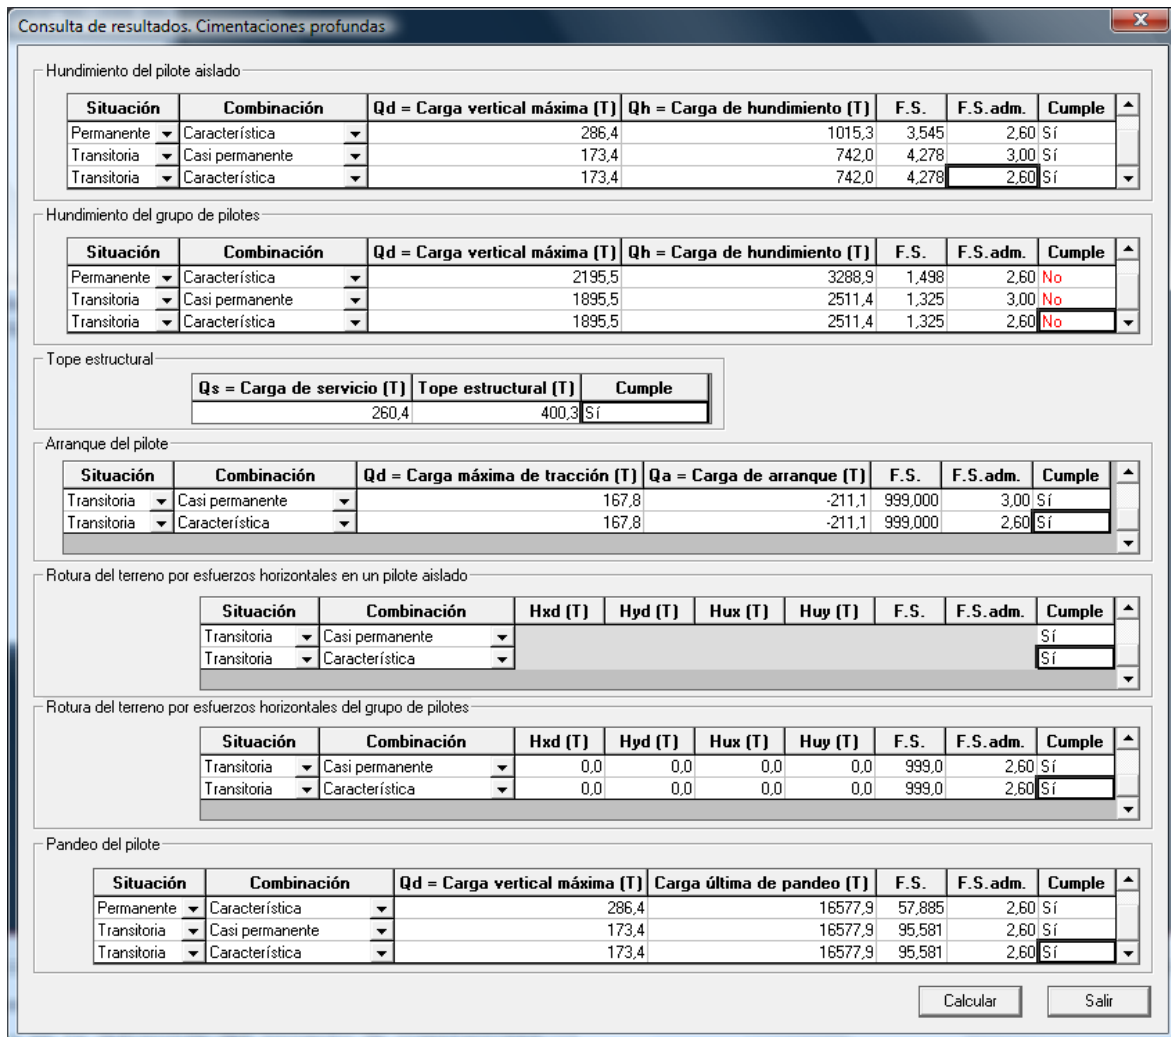 Consulta de resultados. Cimentaciones profundas
Hundimiento del pilote aislado
Situación Combinación Qd = Carga vertical máxima (T) Qh = Carga de hundimiento (T) F.S. F.S.adm. Cumple
Permanente Característica 286,4 1015,3 3,545 2,60 Sí
Transitoria Casi permanente 173,4 742,0 4,278 3,00 Sí
Transitoria Característica 173,4 742,0 4,278 2,60 Sí
Hundimiento del grupo de pilotes
Situación Combinación Qd = Carga vertical máxima (T) Qh = Carga de hundimiento (T) F.S. F.S.adm. Cumple
Permanente Característica 2195,5 3288,9 1,498 2,60 No
Transitoria Casi permanente 1895,5 2511,4 1,325 3,00 No
Transitoria Característica 1895,5 2511,4 1,325 2,60 No
Tope estructural
Qs = Carga de servicio (T) Tope estructural (T) Cumple
260,4 400,3 Sí
Arranque del pilote
Situación Combinación Qd = Carga máxima de tracción (T) Qa = Carga de arranque (T) F.S. F.S.adm. Cumple
Transitoria Casi permanente 167,8 -211,1 999,000 3,00 Sí
Transitoria Característica 167,8 -211,1 999,000 2,60 Sí
Rotura del terreno por esfuerzos horizontales en un pilote aislado
Situación Combinación Hxd (T) Hyd (T) Hux (T) Huy (T) F.S. F.S.adm. Cumple
Transitoria Casi permanente Sí
Transitoria Característica Sí
Rotura del terreno por esfuerzos horizontales del grupo de pilotes
Situación Combinación Hxd (T) Hyd (T) Hux (T) Huy (T) F.S. F.S.adm. Cumple
Transitoria Casi permanente 0,0 0,0 0,0 0,0 999,0 2,60 Sí
Transitoria Característica 0,0 0,0 0,0 0,0 999,0 2,60 Sí
Pandeo del pilote
Situación Combinación Qd = Carga vertical máxima (T) Carga última de pandeo (T) F.S. F.S.adm. Cumple
Permanente Característica 286,4 16577,9 57,885 2,60 Sí
Transitoria Casi permanente 173,4 16577,9 95,581 2,60 Sí
Transitoria Característica 173,4 16577,9 95,581 2,60 Sí
Calcular Salir